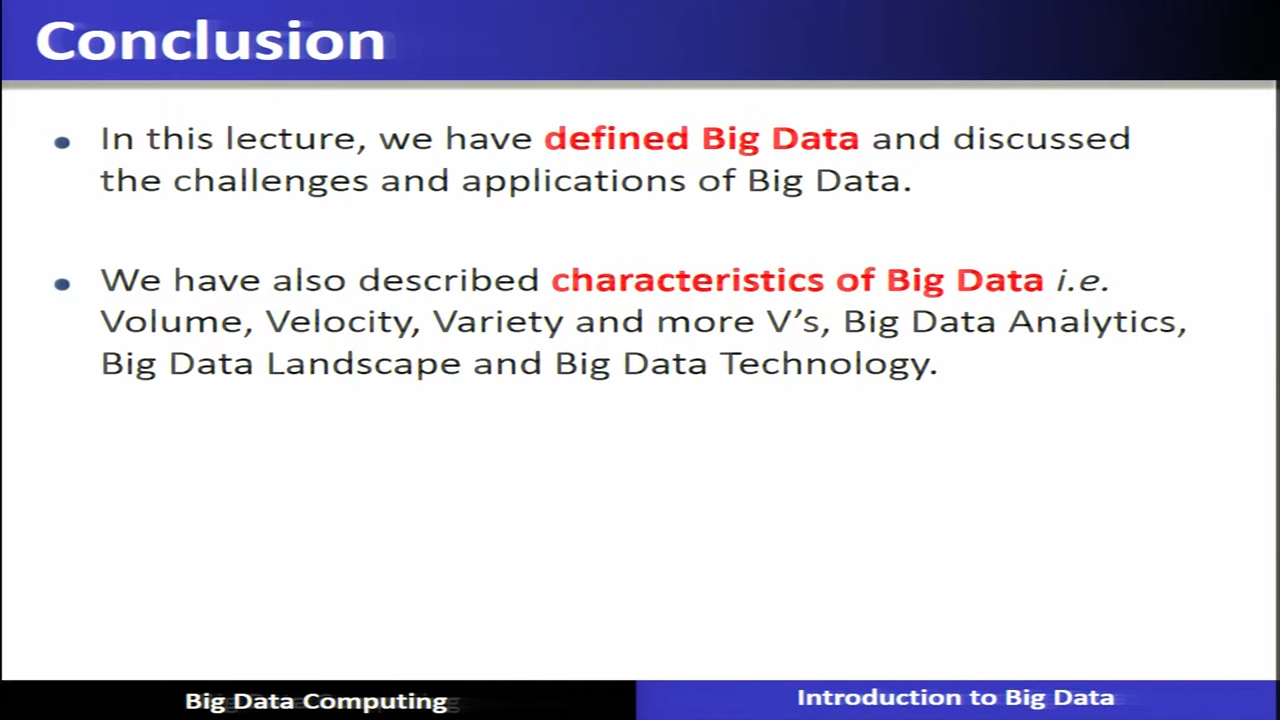 Conclusion
In this lecture, we have defined Big Data and discussed
the challenges and applications of Big Data.
We have also described characteristics of Big Data i.e.
Volume, Velocity, Variety and more V’s, Big Data Analytics,
Big Data Landscape and Big Data Technology.
Big Data Computing
Introduction to Big Data